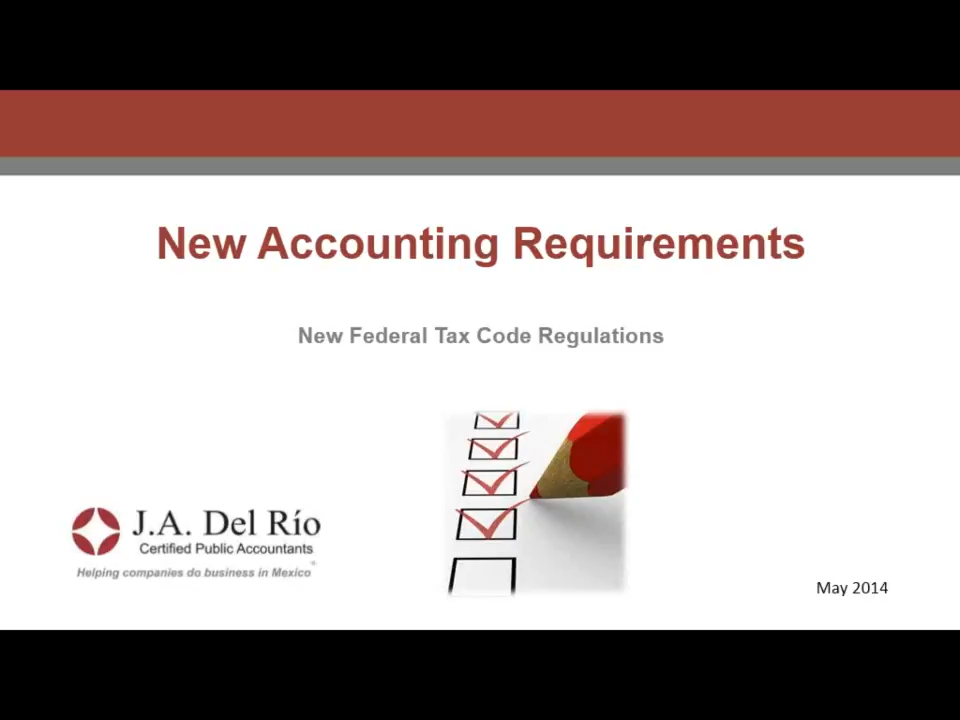 New Accounting Requirements
New Federal Tax Code Regulations
J.A. Del Río
Certified Public Accountants
Helping companies do business in Mexico®
May 2014